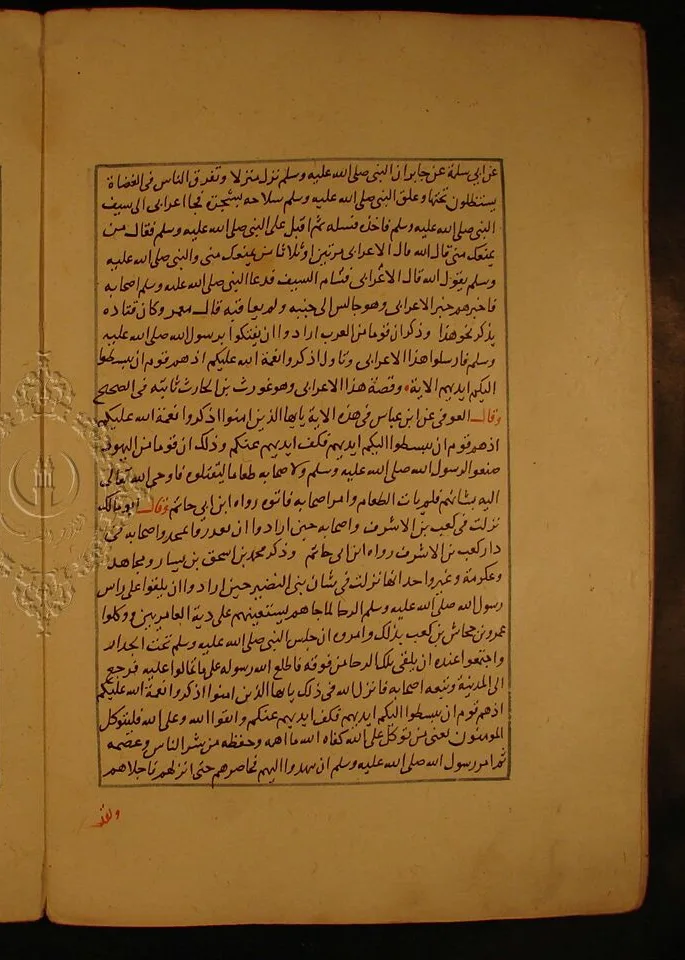 عن ابي سلمة عن جابر ان النبي صلى الله عليه وسلم نزل منزلا وتفرق الناس في العضاة
يستظلون تحتها وعلق النبي صلى الله عليه وسلم سلاحه بشجرة فجا اعرابي الى سيف
النبي صلى الله عليه وسلم فاخذه فسله ثم اقبل على النبي صلى الله عليه وسلم فقال من
يمنعك مني قال الله قال الاعرابي مرتين او ثلاثا من يمنعك مني والنبي صلى الله عليه
وسلم يقول الله قال الاعرابي فشام السيف فدعا النبي صلى الله عليه وسلم اصحابه
فاخبرهم خبر الاعرابي وهو جالس الى جنبه ولم يعاقبه قال معمر وكان قتاده
يذكر نحو هذا وذكر ان قوما من العرب ارادوا ان يفتكوا برسول الله صلى الله عليه
وسلم فارسلوا هذا الاعرابي وتاول اذكروا نعمة الله عليكم اذ هم قوم ان يبسطوا
اليكم ايديهم الاية وقصة هذا الاعرابي وهو غورث بن الحارث ثابته في الصحيح
وقال العوفي عن ابن عباس في هذه الاية يايها الذين امنوا اذكروا نعمة الله عليكم
اذ هم قوم ان يبسطوا اليكم ايديهم فكف ايديهم عنكم وذلك ان قوما من اليهود
صنعوا لرسول الله صلى الله عليه وسلم ولاصحابه طعاما ليقتلوه فاوحى الله تعالى
اليه بشانهم فلم يات الطعام وامر اصحابه فاتوه رواه ابن ابي حاتم وقال ابو مالك
نزلت في كعب بن الاشرف واصحابه حين ارادوا ان يغدروا بمحمد واصحابه في
دار كعب بن الاشرف رواه ابن ابي حاتم وذكر محمد بن اسحق بن يسار ومجاهد
وعكرمة وغير واحد انها نزلت في شان بني النضير حين ارادوا ان يلقوا على راس
رسول الله صلى الله عليه وسلم الرحا لما جاهم يستعينهم على دية العامريين ووكلوا
عمرو بن جحاش بن كعب بذلك وامروه ان جلس النبي صلى الله عليه وسلم تحت الجدار
واجتمعوا عنده ان يلقي تلك الرحا من فوقه فاطلع الله رسوله على ما تمالوا عليه فرجع
الى المدينة وتبعه اصحابه فانزل الله في ذلك يايها الذين امنوا اذكروا نعمة الله عليكم
اذ هم قوم ان يبسطوا اليكم ايديهم فكف ايديهم عنكم واتقوا الله وعلى الله فليتوكل
المومنون يعني من توكل على الله كفاه الله ما اهمه وحفظه من شر الناس وعصمه
ثم امر رسول الله صلى الله عليه وسلم ان يغدوا اليهم فحاصرهم حتى انزلهم فاجلاهم